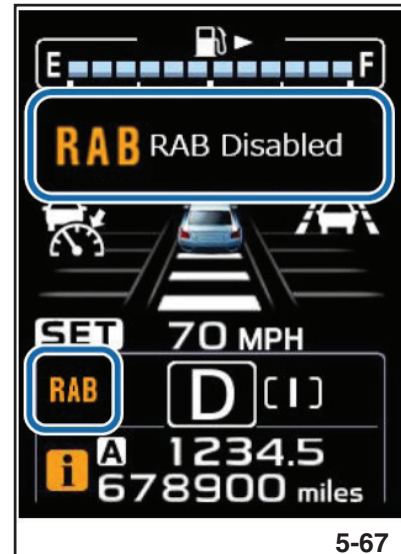 E F
RAB RAB Disabled
SET 70 MPH
RAB D [I]
i A 1234.5
678900 miles
5-67